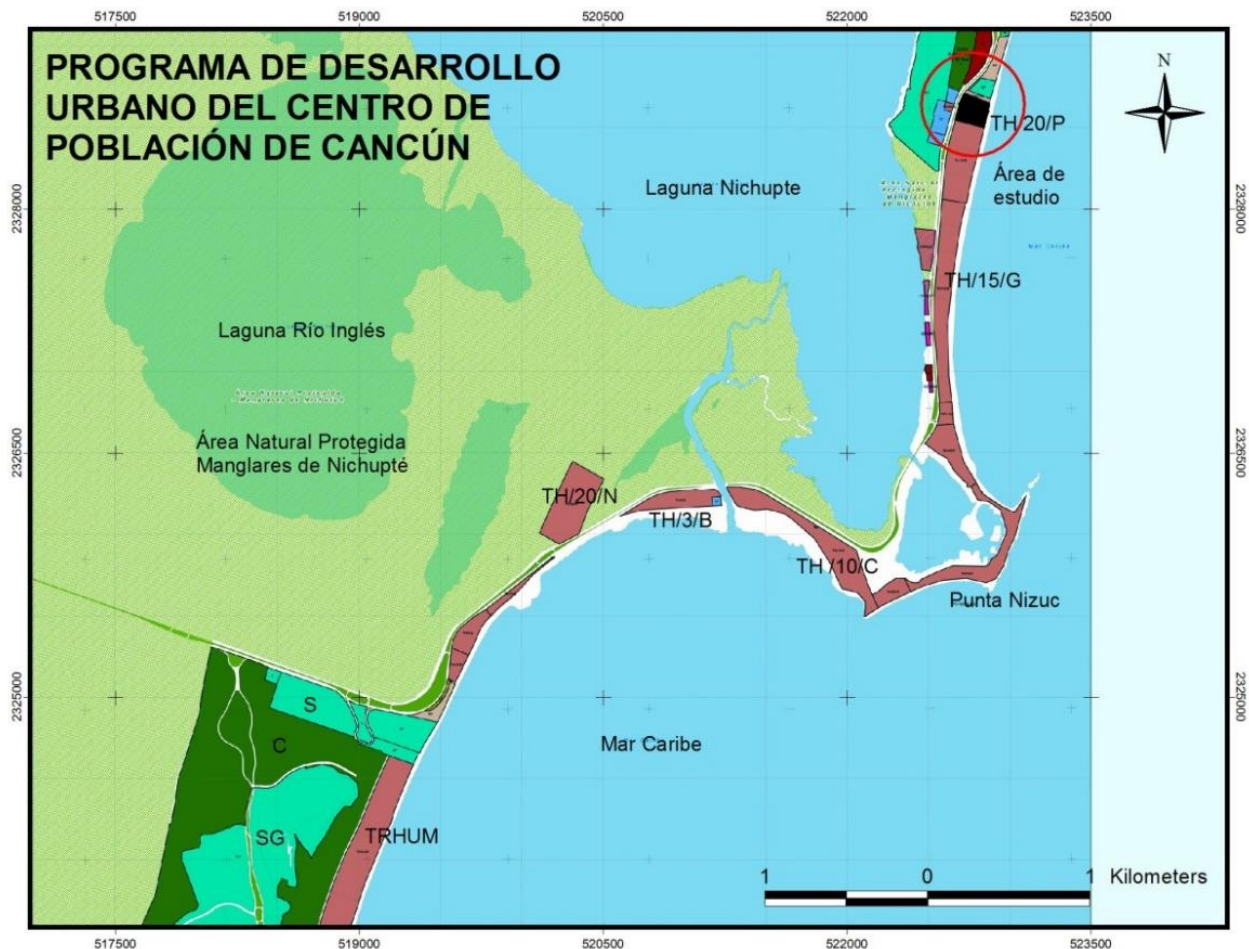 517500 519000 520500 522000 523500
PROGRAMA DE DESARROLLO
URBANO DEL CENTRO DE
POBLACIÓN DE CANCÚN
N
TH 20/P
Laguna Nichupte
Área de
estudio
2328000
2328000
Mar Caribe
TH/15/G
Laguna Río Inglés
Área Natural Protegida
Manglares de Nichupté
2326500
2326500
TH/20/N
TH/3/B
TH /10/C
Punta Nizuc
2325000
2325000
S
C
Mar Caribe
SG
TRHUM
1 0 1 Kilometers
517500 519000 520500 522000 523500